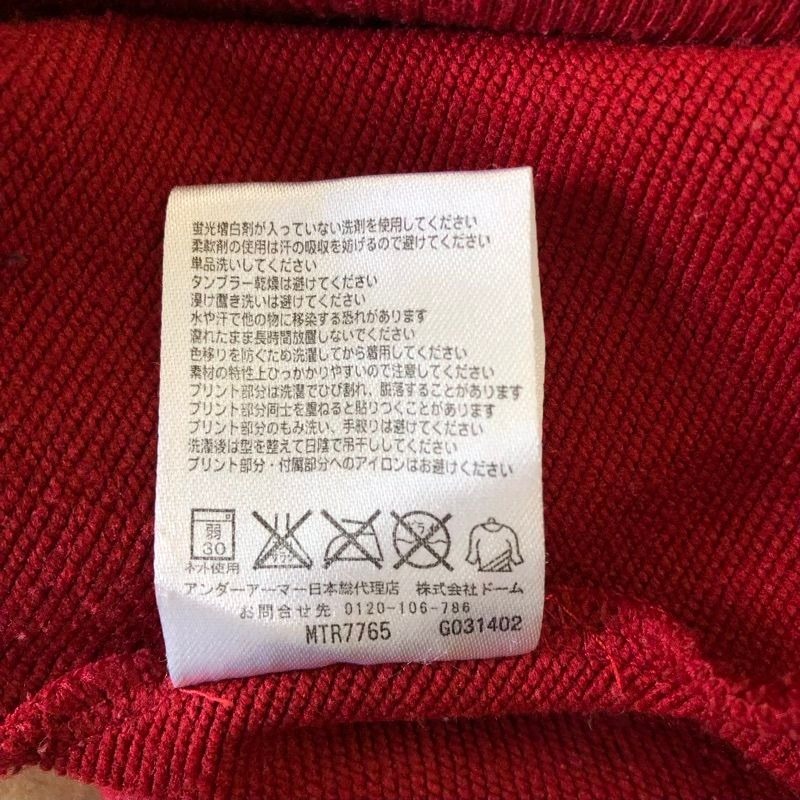 蛍光増白剤が入っていない洗剤を使用してください
柔軟剤の使用は汗の吸収を妨げるので避けてください
単品洗いしてください
タンブラー乾燥は避けてください
浸け置き洗いは避けてください
水や汗で他の物に移染する恐れがあります
濡れたまま長時間放置しないでください
色移りを防ぐため洗濯してから着用してください
素材の特性上ひっかかりやすいので注意してください
プリント部分は洗濯でひび割れ、脱落することがあります
プリント部分同士を重ねると貼りつくことがあります
プリント部分のもみ洗い、手絞りは避けてください
洗濯後は型を整えて日陰で吊干ししてください
プリント部分・付属部分へのアイロンはお避けください
弱
30
エンソサラシ
ドライ
ネット使用
アンダーアーマー日本総代理店 株式会社ドーム
お問合せ先 0120-106-786
MTR7765 G031402